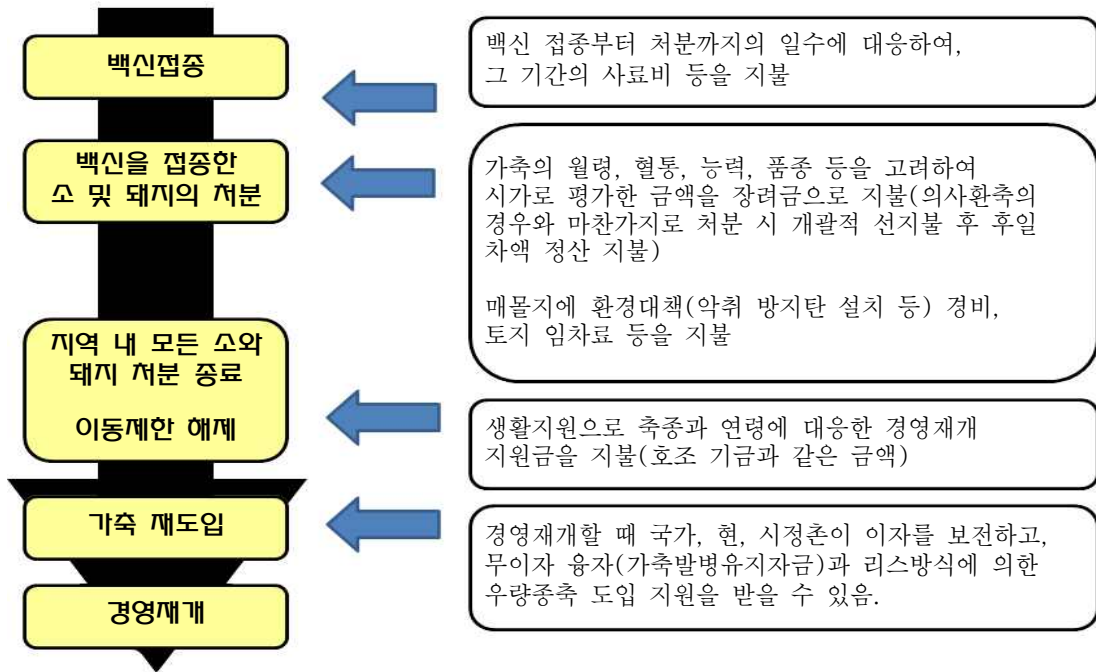 백신접종
백신 접종부터 처분까지의 일수에 대응하여,
그 기간의 사료비 등을 지불
백신을 접종한
소 및 돼지의 처분
가축의 월령, 혈통, 능력, 품종 등을 고려하여
시가로 평가한 금액을 장려금으로 지불(의사환축의
경우와 마찬가지로 처분 시 개괄적 선지불 후 후일
차액 정산 지불)
매몰지에 환경대책(악취 방지탄 설치 등) 경비,
토지 임차료 등을 지불
지역 내 모든 소와
돼지 처분 종료
이동제한 해제
생활지원으로 축종과 연령에 대응한 경영재개
지원금을 지불(호조 기금과 같은 금액)
가축 재도입
경영재개할 때 국가, 현, 시정촌이 이자를 보전하고,
무이자 융자(가축발병유지자금)과 리스방식에 의한
우량종축 도입 지원을 받을 수 있음.
경영재개